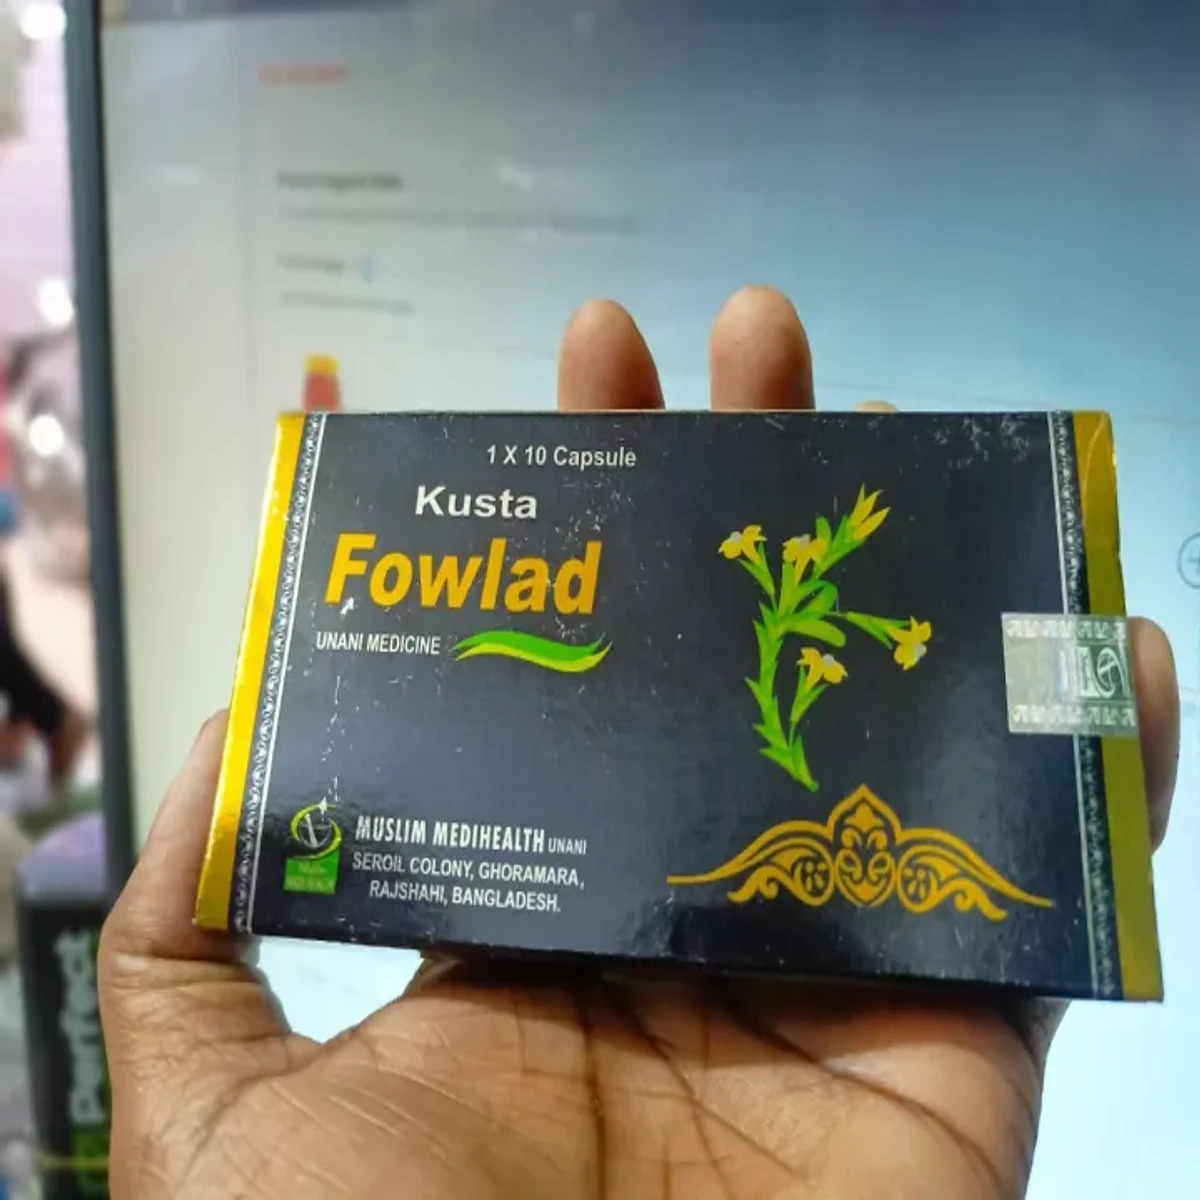 1 X 10 Capsule
Kusta
Fowlad
UNANI MEDICINE
MUSLIM MEDIHEALTH UNANI
SEROIL COLONY, GHORAMARA,
RAJSHAHI, BANGLADESH.